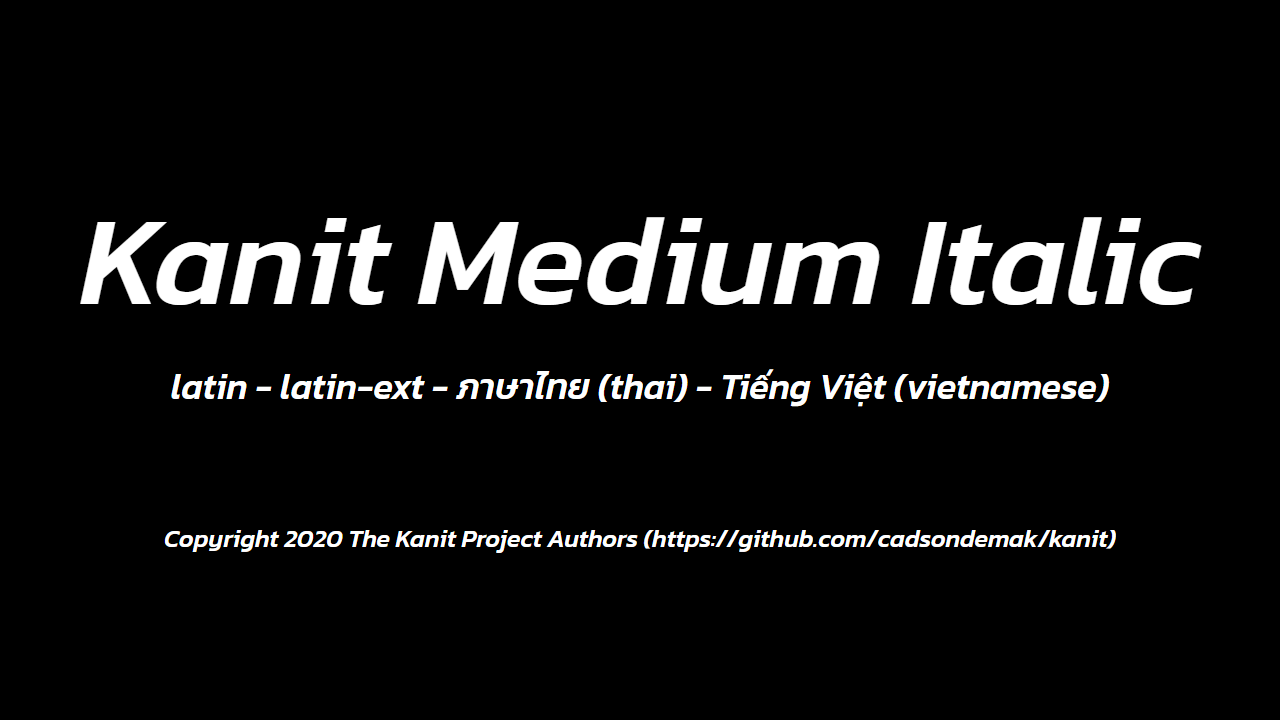 Kanit Medium Italic
latin - latin-ext - ภาษาไทย (thai) - Tiếng Việt (vietnamese)
Copyright 2020 The Kanit Project Authors (https://github.com/cadsondemak/kanit)